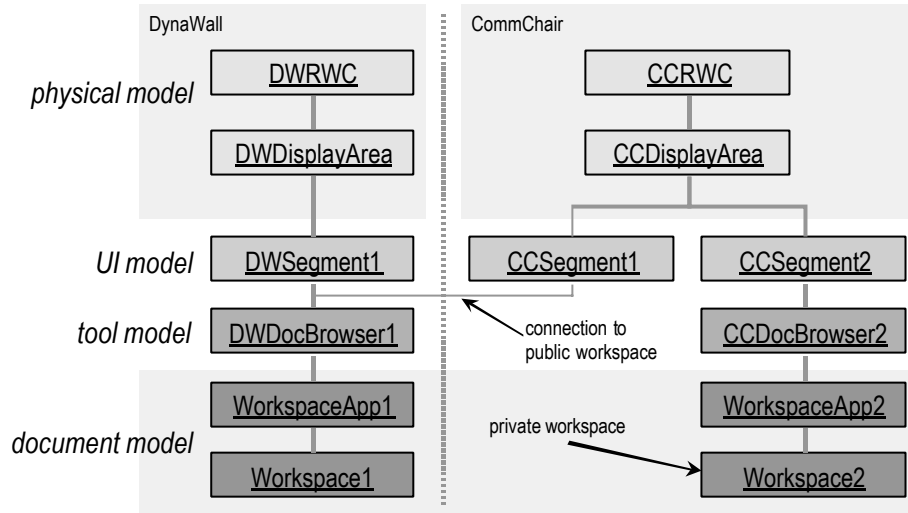 DynaWall
CommChair
physical model
DWRWC
CCRWC
DWDisplayArea
CCDisplayArea
UI model
DWSegment1
CCSegment1
CCSegment2
tool model
DWDocBrowser1
connection to
public workspace
CCDocBrowser2
document model
WorkspaceApp1
WorkspaceApp2
private workspace
Workspace1
Workspace2